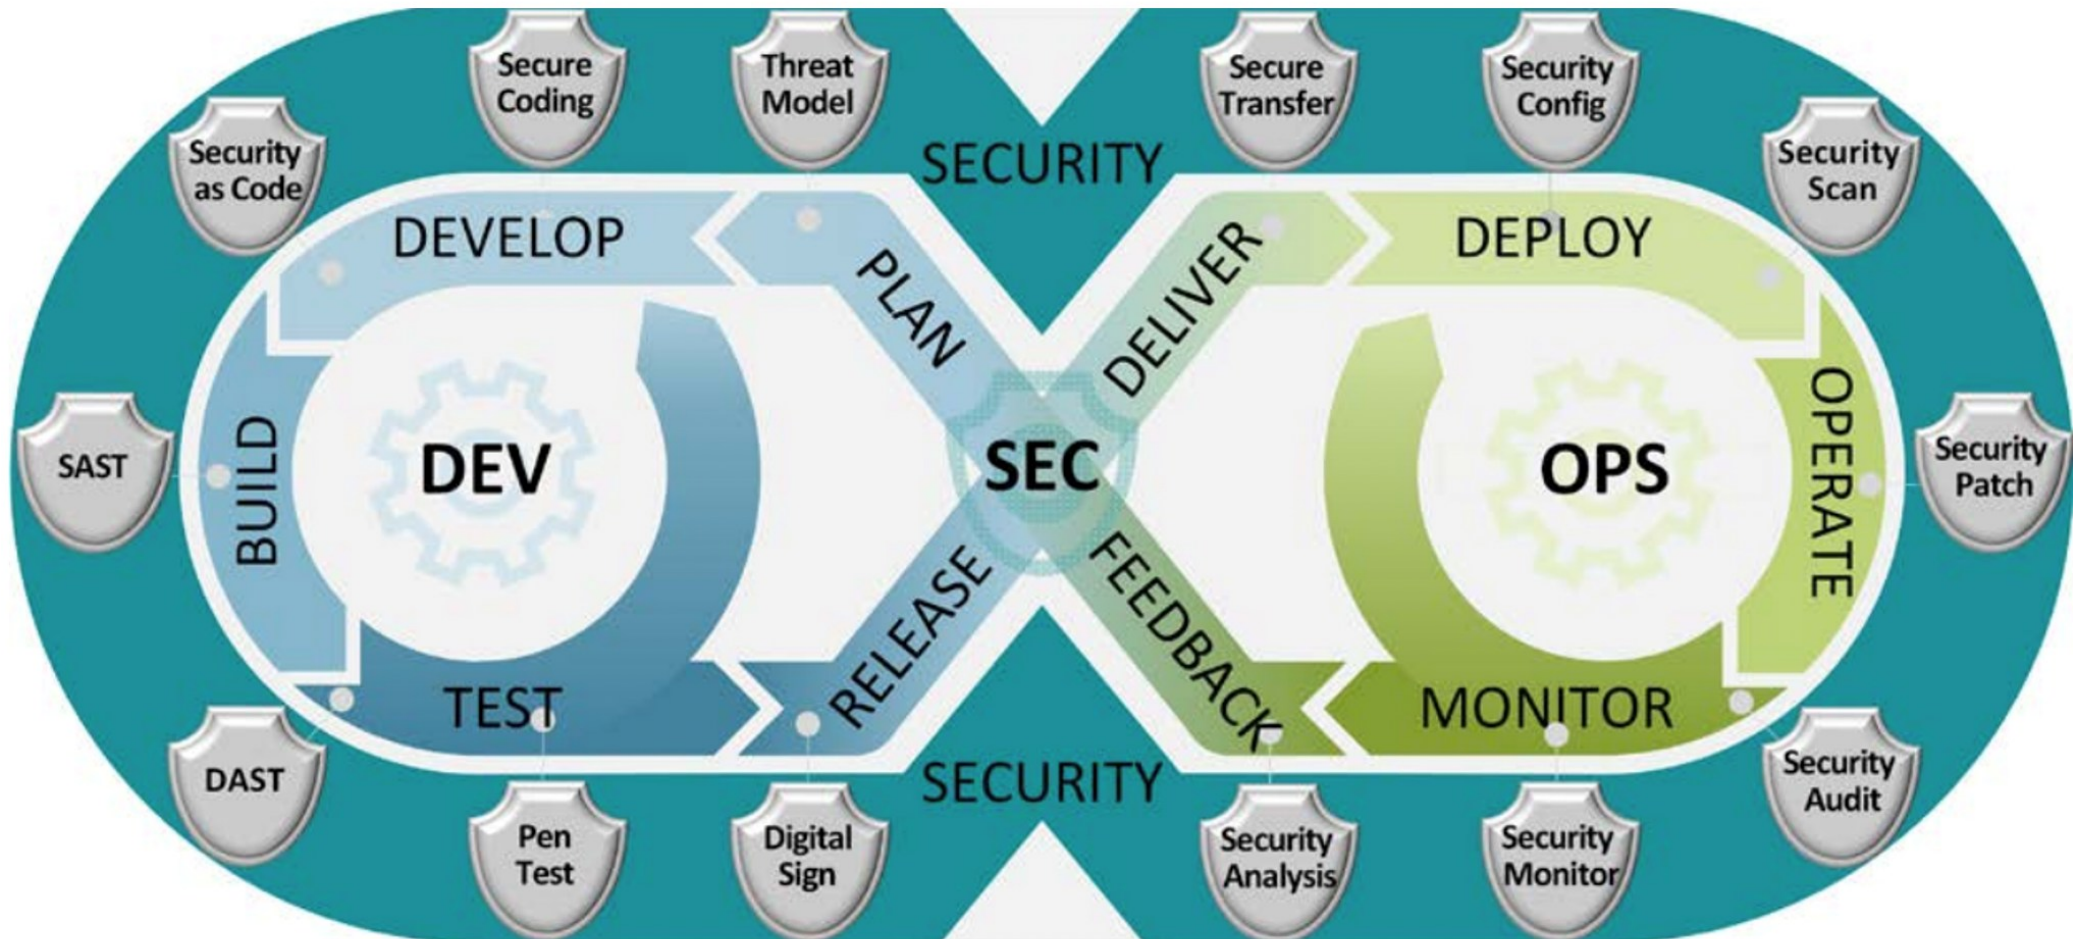 Secure
Coding
Threat
Model
Secure
Transfer
Security
Config
Security
as Code
SECURITY
Security
Scan
DEVELOP
PLAN
DELIVER
DEPLOY
SAST
BUILD
DEV
SEC
OPS
OPERATE
Security
Patch
TEST
RELEASE
FEEDBACK
MONITOR
DAST
SECURITY
Security
Audit
Pen
Test
Digital
Sign
Security
Analysis
Security
Monitor